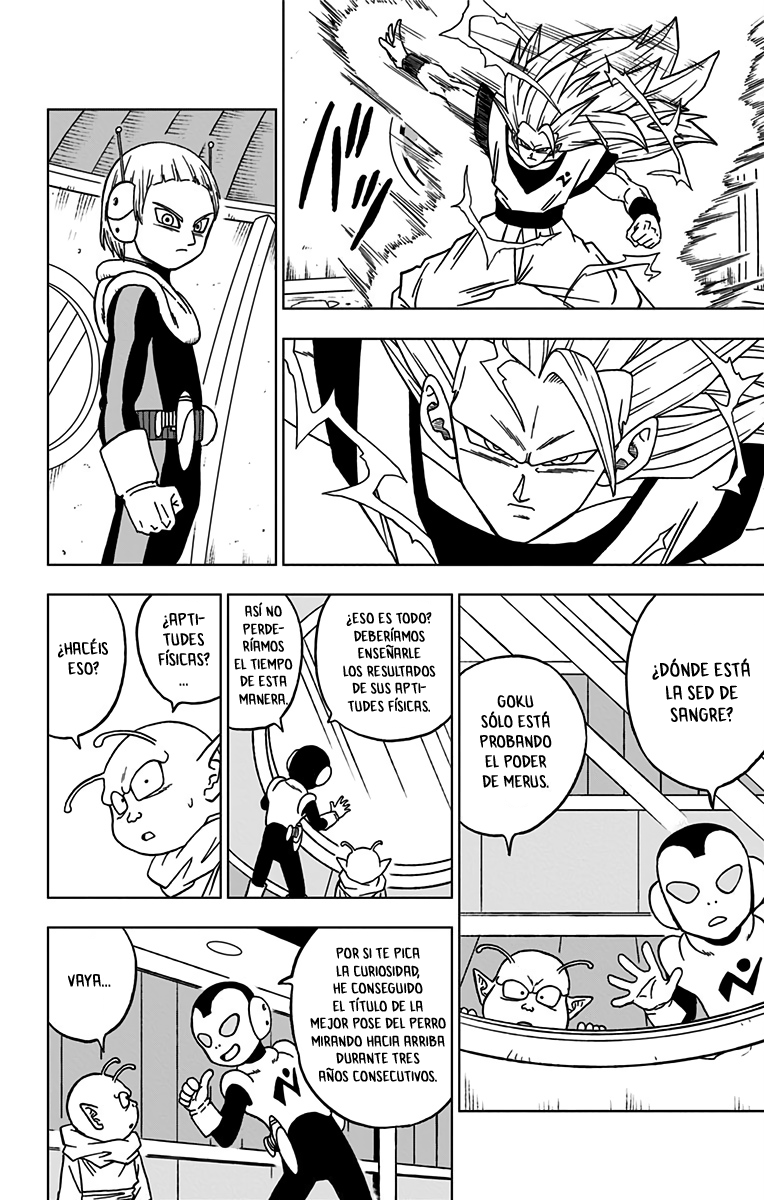 ¿DÓNDE ESTÁ
LA SED DE
SANGRE?
GOKU
SÓLO ESTÁ
PROBANDO
EL PODER
DE MERUS.
¿ESO ES TODO?
DEBERÍAMOS
ENSEÑARLE
LOS RESULTADOS
DE SUS APTI-
TUDES FÍSICAS.
ASÍ NO
PERDE-
RÍAMOS
EL TIEMPO
DE ESTA
MANERA.
¿APTI-
TUDES
FÍSICAS?
...
¿HACÉIS
ESO?
POR SI TE PICA
LA CURIOSIDAD,
HE CONSEGUIDO
EL TÍTULO DE LA
MEJOR POSE DEL PERRO
MIRANDO HACIA ARRIBA
DURANTE TRES
AÑOS CONSECUTIVOS.
VAYA...